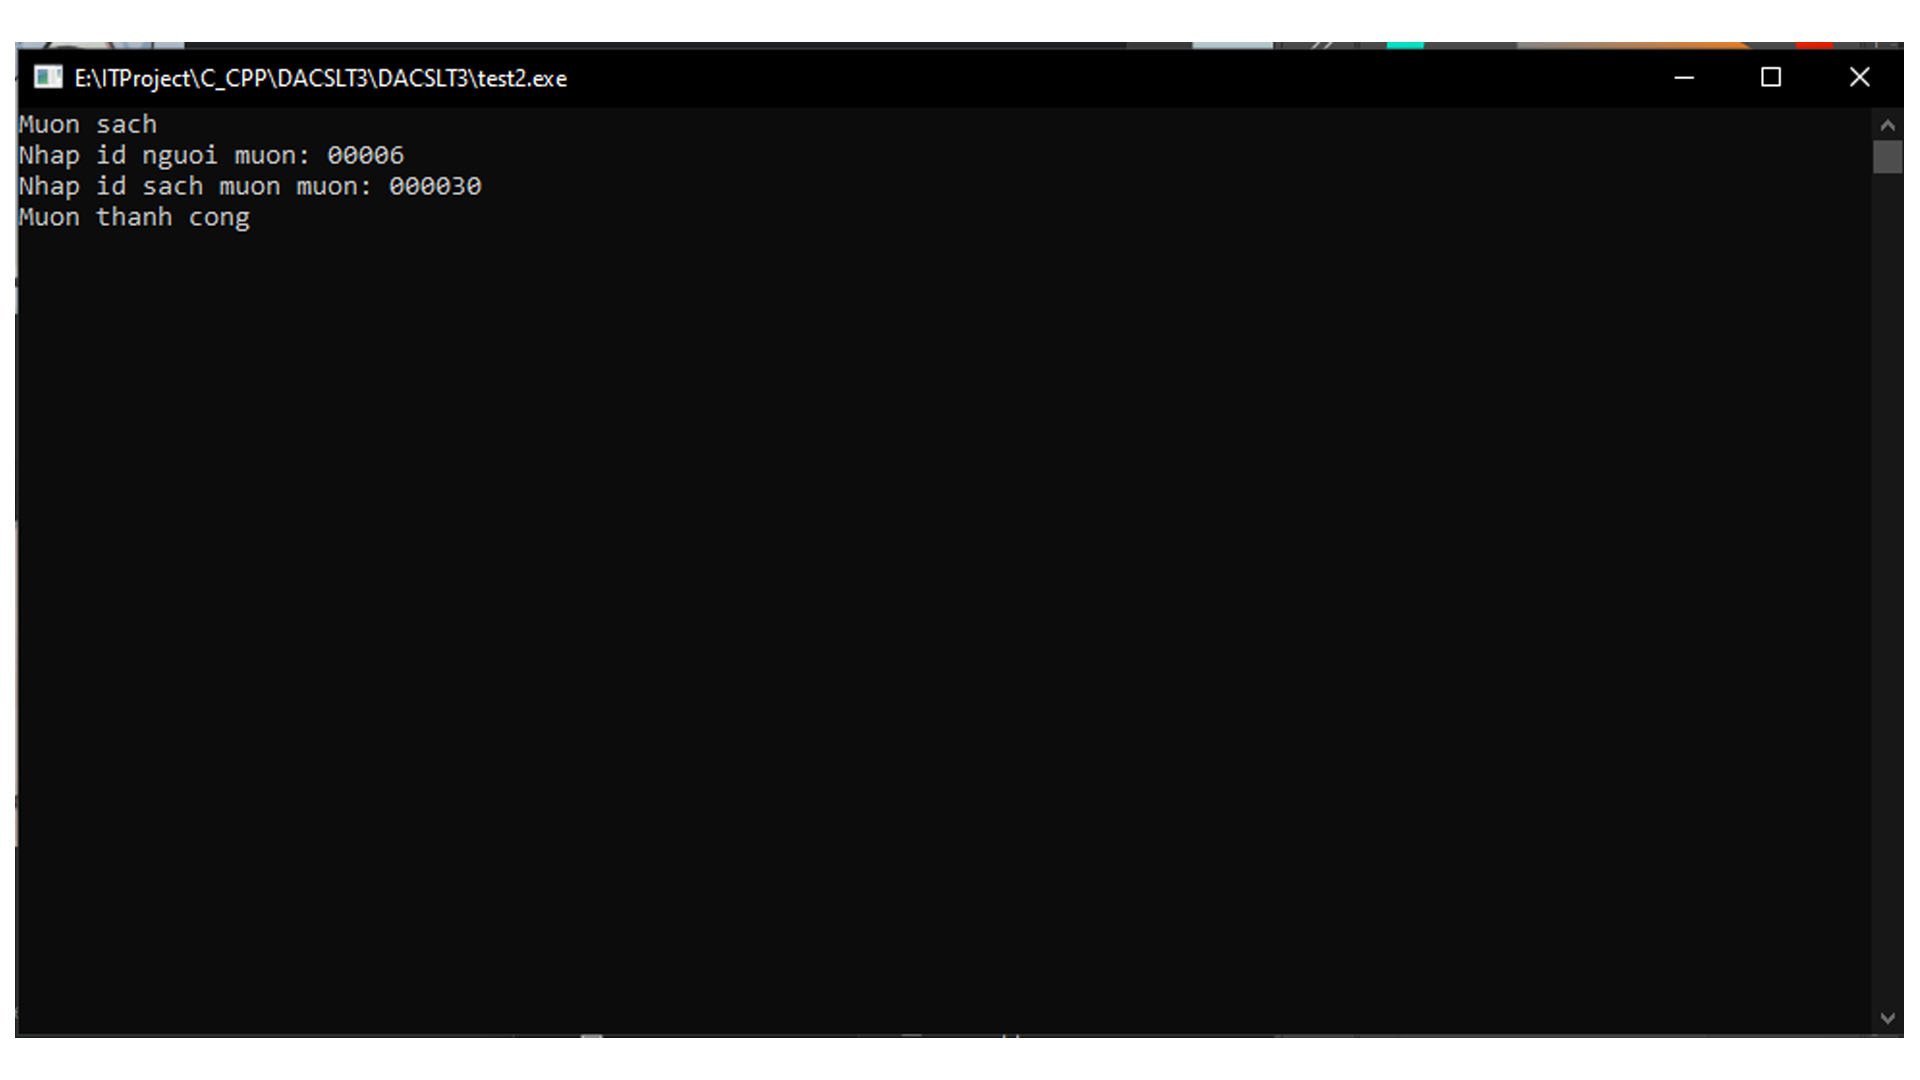 E:\ITProject\C_CPP\DACSLT3\DACSLT3\test2.exe
Muon sach
Nhap id nguoi muon: 00006
Nhap id sach muon muon: 000030
Muon thanh cong